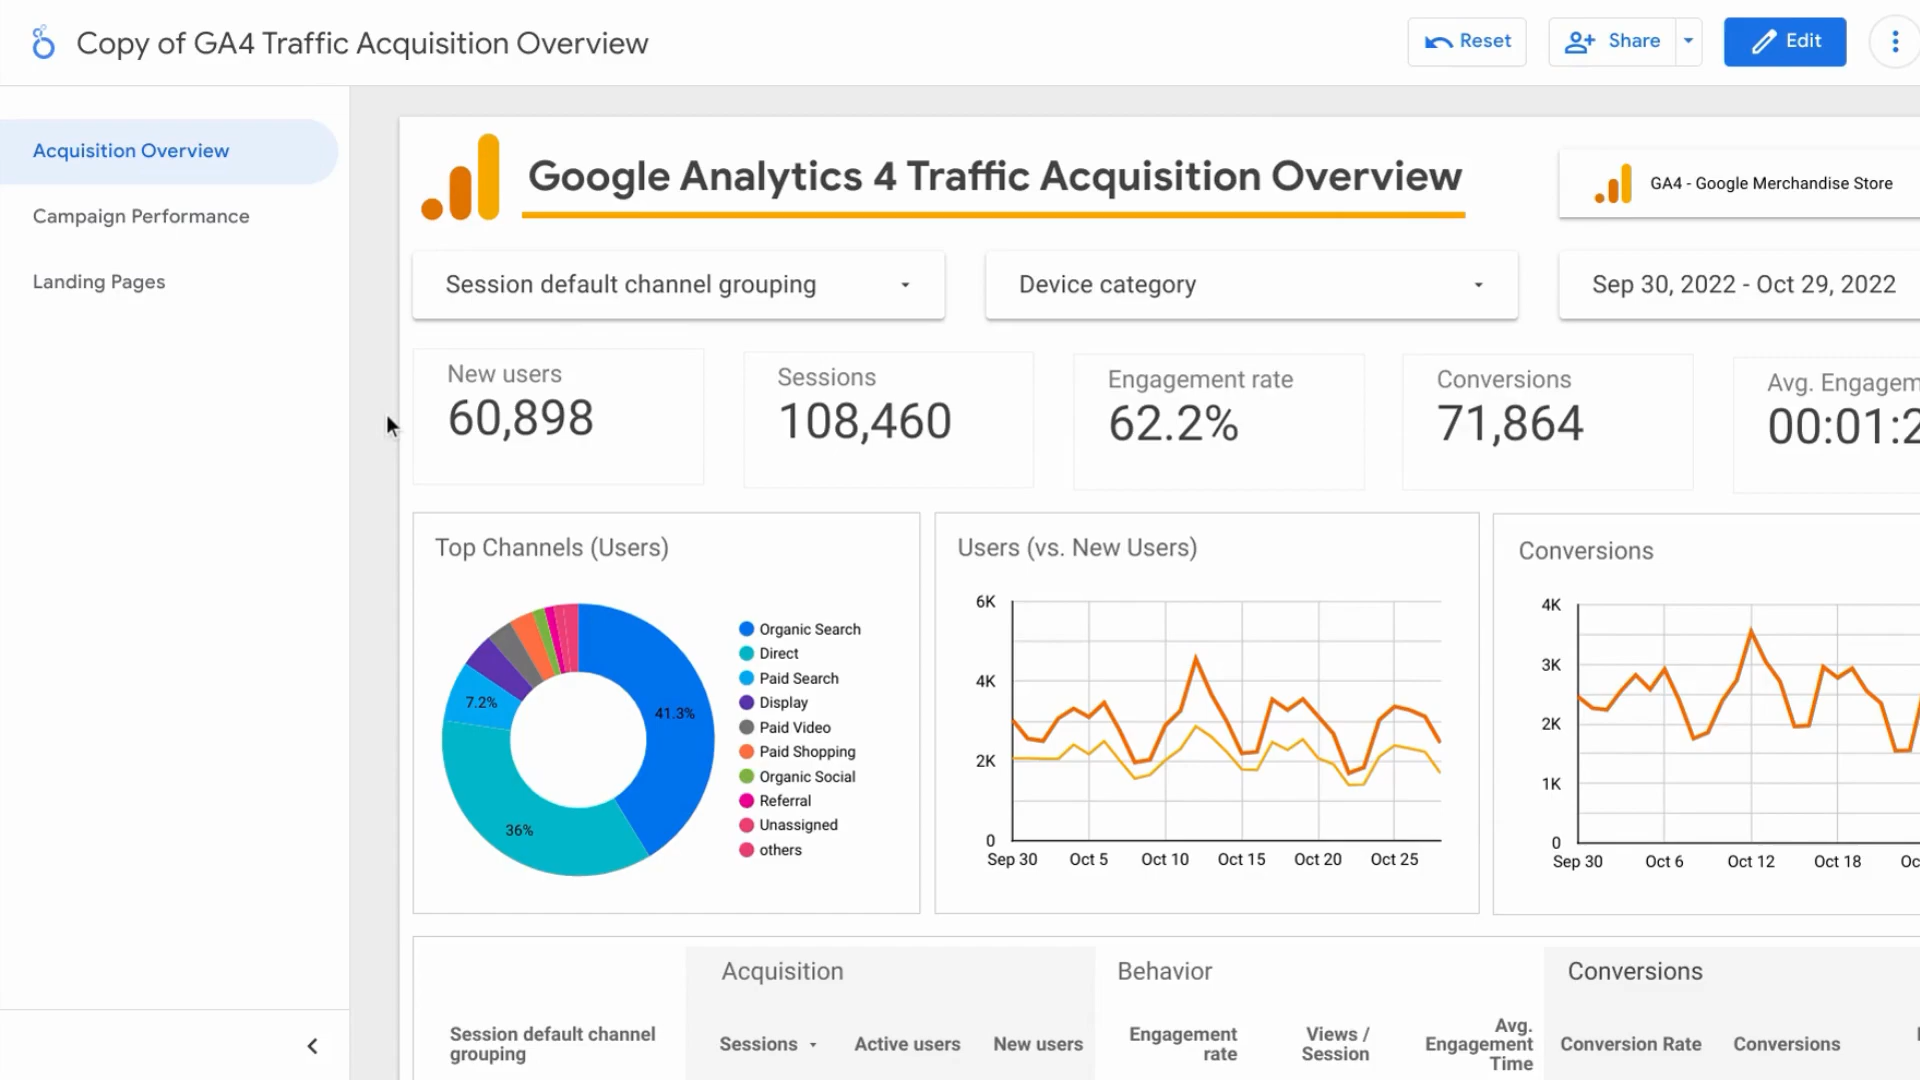 Copy of GA4 Traffic Acquisition Overview
Reset
Share
Edit
Acquisition Overview
Campaign Performance
Landing Pages
Google Analytics 4 Traffic Acquisition Overview
GA4 - Google Merchandise Store
Session default channel grouping
Device category
Sep 30, 2022 - Oct 29, 2022
New users
60,898
Sessions
108,460
Engagement rate
62.2%
Conversions
71,864
Avg. Engagem
00:01:2
Top Channels (Users)
41.3%
36%
7.2%
Organic Search
Direct
Paid Search
Display
Paid Video
Paid Shopping
Organic Social
Referral
Unassigned
others
Users (vs. New Users)
6K
4K
2K
0
Sep 30 Oct 5 Oct 10 Oct 15 Oct 20 Oct 25
Conversions
4K
3K
2K
1K
0
Sep 30 Oct 6 Oct 12 Oct 18 Oc
Acquisition
Behavior
Conversions
Session default channel
grouping
Sessions
Active users
New users
Engagement
rate
Views /
Session
Avg.
Engagement
Time
Conversion Rate
Conversions